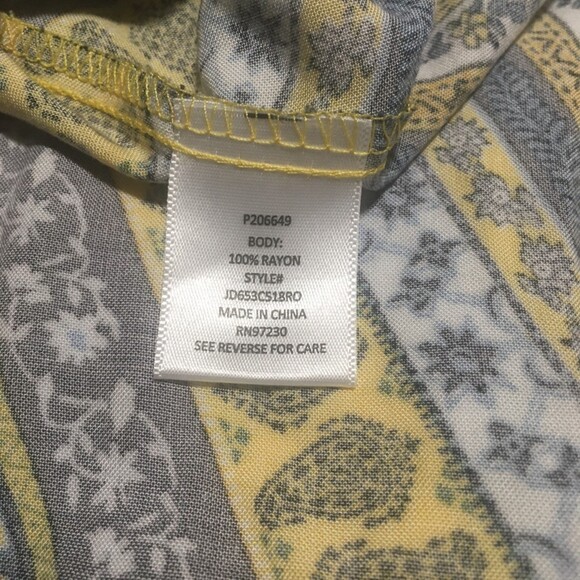 P206649
BODY:
100% RAYON
STYLE#
JD653C518RO
MADE IN CHINA
RN97230
SEE REVERSE FOR CARE